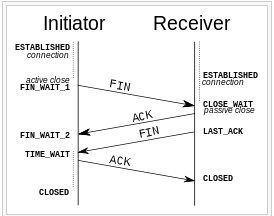 Initiator Receiver
ESTABLISHED
connection
active close
FIN_WAIT_1
FIN
ESTABLISHED
connection
CLOSE_WAIT
passive close
ACK
FIN
FIN_WAIT_2
LAST_ACK
TIME_WAIT
ACK
CLOSED
CLOSED